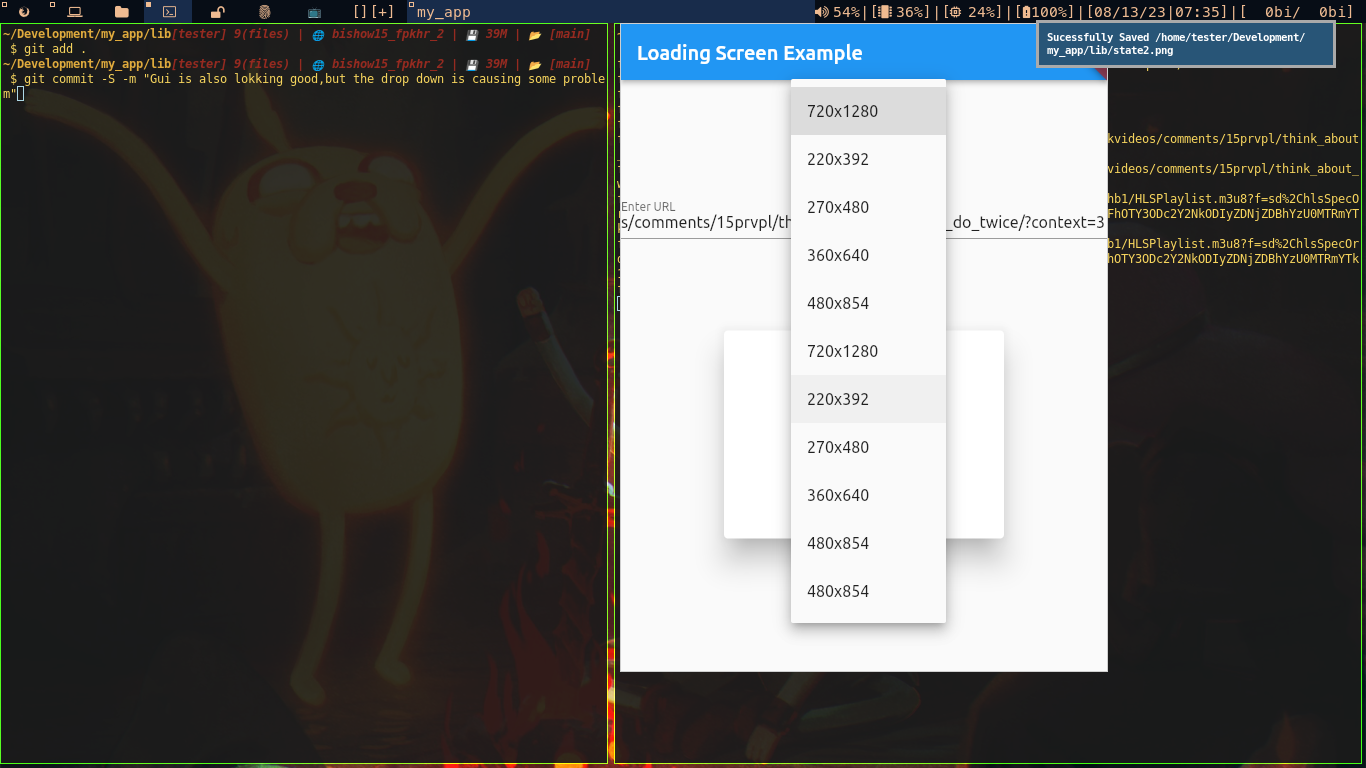 [] [+] my_app 54%|[ 36%]|[ 24%]|[ 100%]|[08/13/23|07:35]|[ 0bi/ 0bi]
~/Development/my_app/lib[tester] 9(files) | bishow15_fpkhr_2 | 39M | [main]
$ git add .
~/Development/my_app/lib[tester] 9(files) | bishow15_fpkhr_2 | 39M | [main]
$ git commit -S -m "Gui is also lokking good,but the drop down is causing some proble
m"
Loading Screen Example
Sucessfully Saved /home/tester/Development/
my_app/lib/state2.png
720x1280
220x392
270x480
Enter URL
s/comments/15prvpl/th
_do_twice/?context=3
360x640
480x854
720x1280
220x392
270x480
360x640
480x854
480x854
kvideos/comments/15prvpl/think_about
videos/comments/15prvpl/think_about_
hb1/HLSPlaylist.m3u8?f=sd%2ChlsSpecO
FhOTY3ODc2Y2NkODIyZDNjZDBhYzU0MTRmYT
b1/HLSPlaylist.m3u8?f=sd%2ChlsSpecOr
hOTY3ODc2Y2NkODIyZDNjZDBhYzU0MTRmYTk